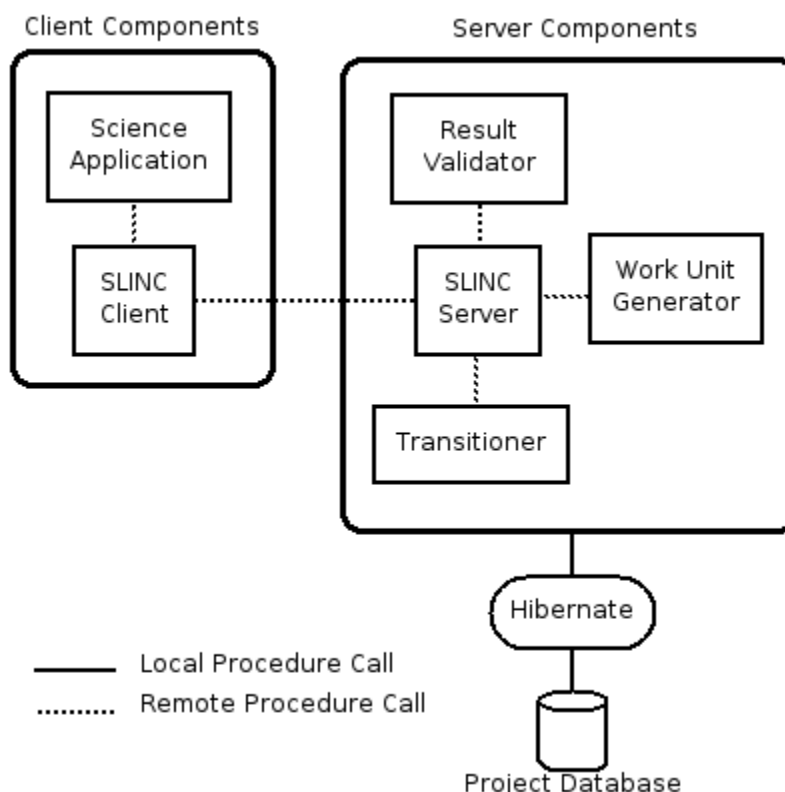 Client Components
Server Components
Science
Application
SLINC
Client
Result
Validator
SLINC
Server
Work Unit
Generator
Transitioner
Hibernate
Local Procedure Call
Remote Procedure Call
Project Database